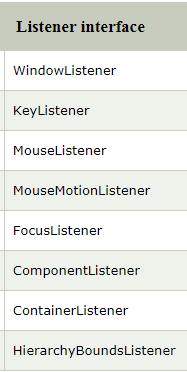 Listener interface
WindowListener
KeyListener
MouseListener
MouseMotionListener
FocusListener
ComponentListener
ContainerListener
HierarchyBoundsListener